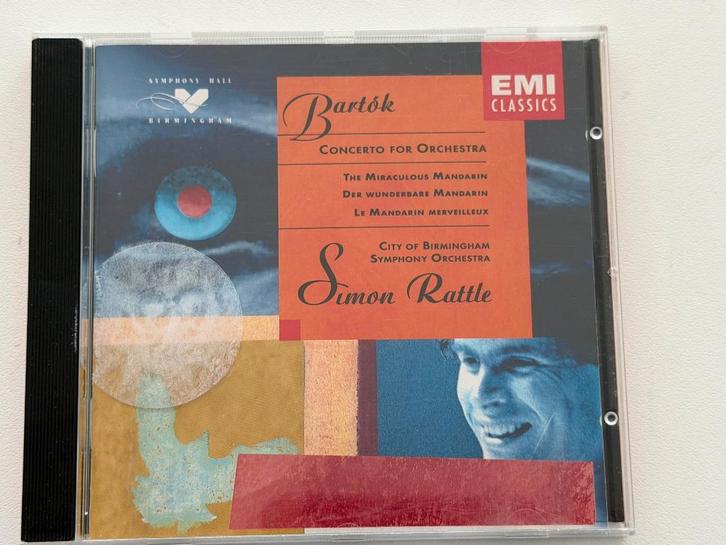 SYMPHONY HALL
BIRMINGHAM
EMI
CLASSICS
Bartók
CONCERTO FOR ORCHESTRA
THE MIRACULOUS MANDARIN
DER WUNDERBARE MANDARIN
LE MANDARIN MERVEILLEUX
CITY OF BIRMINGHAM
SYMPHONY ORCHESTRA
Simon Rattle